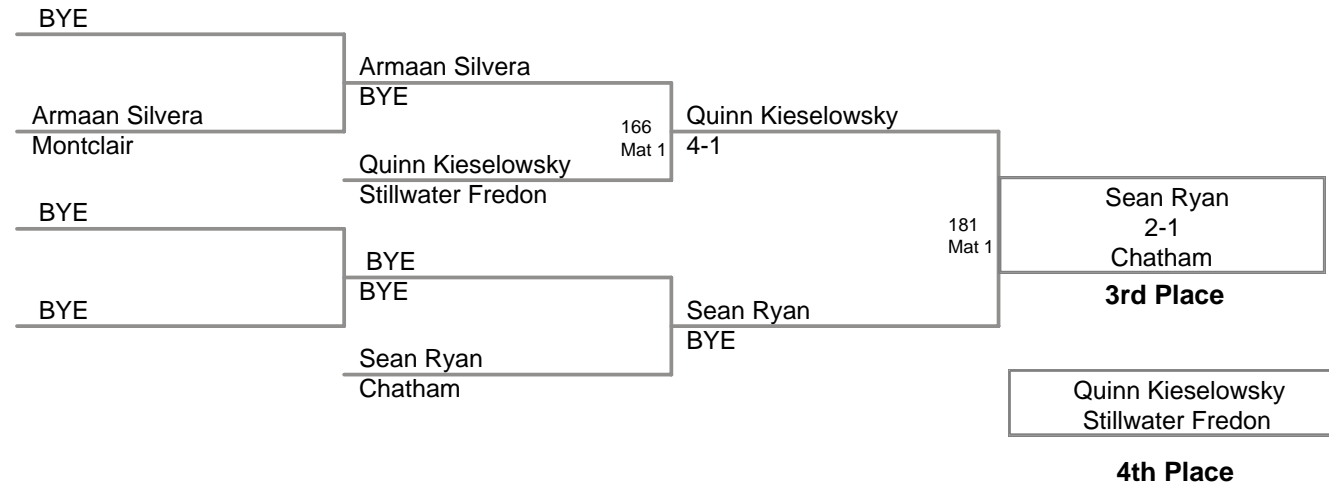 BYE
Armaan Silvera
BYE
Armaan Silvera
Montclair
166
Mat 1
Quinn Kieselowsky
4-1
Quinn Kieselowsky
Stillwater Fredon
BYE
BYE
BYE
BYE
Sean Ryan
Chatham
Sean Ryan
BYE
181
Mat 1
Sean Ryan
2-1
Chatham
3rd Place
Quinn Kieselowsky
Stillwater Fredon
4th Place